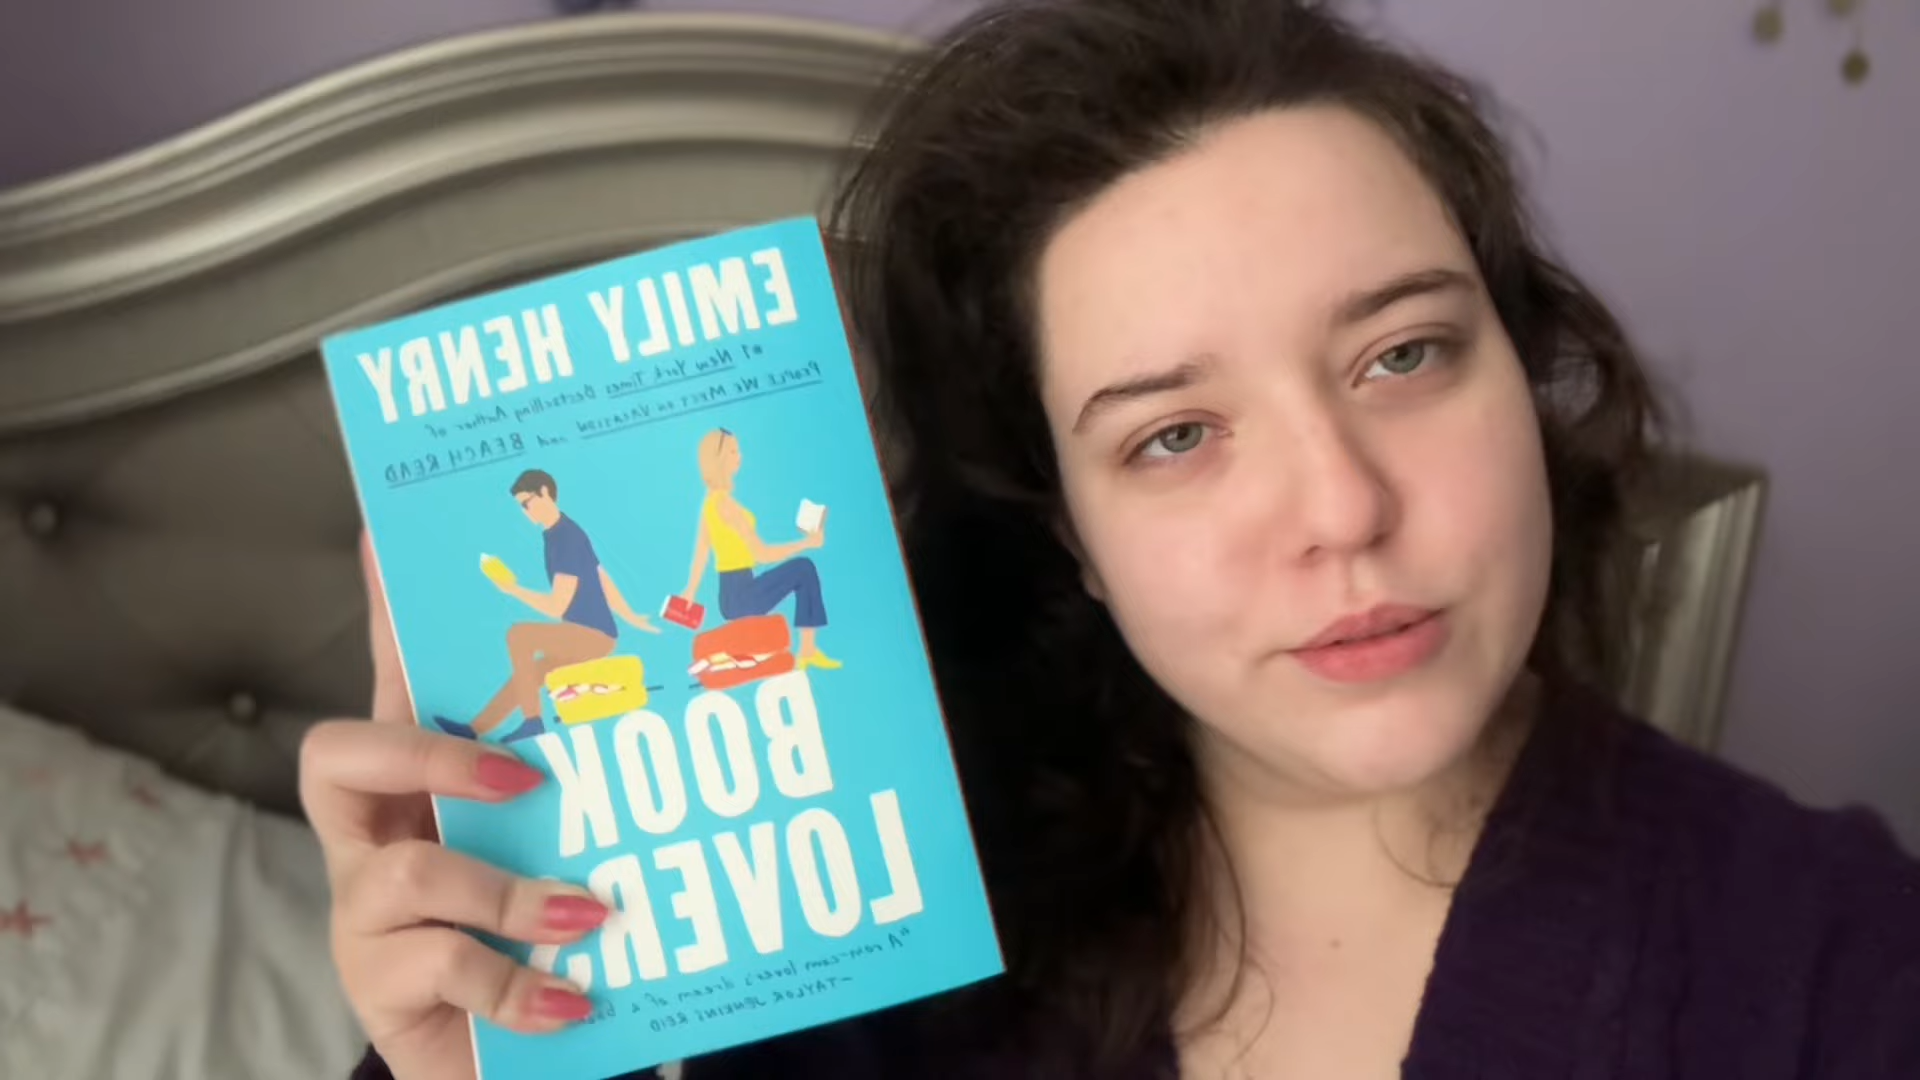 EMILY HENRY
#1 New York Times Bestselling Author of
PEOPLE WE MEET ON VACATION and BEACH READ
BOOK
LOVERS
"A rom-com lover's dream of a
—TAYLOR JENKINS REID